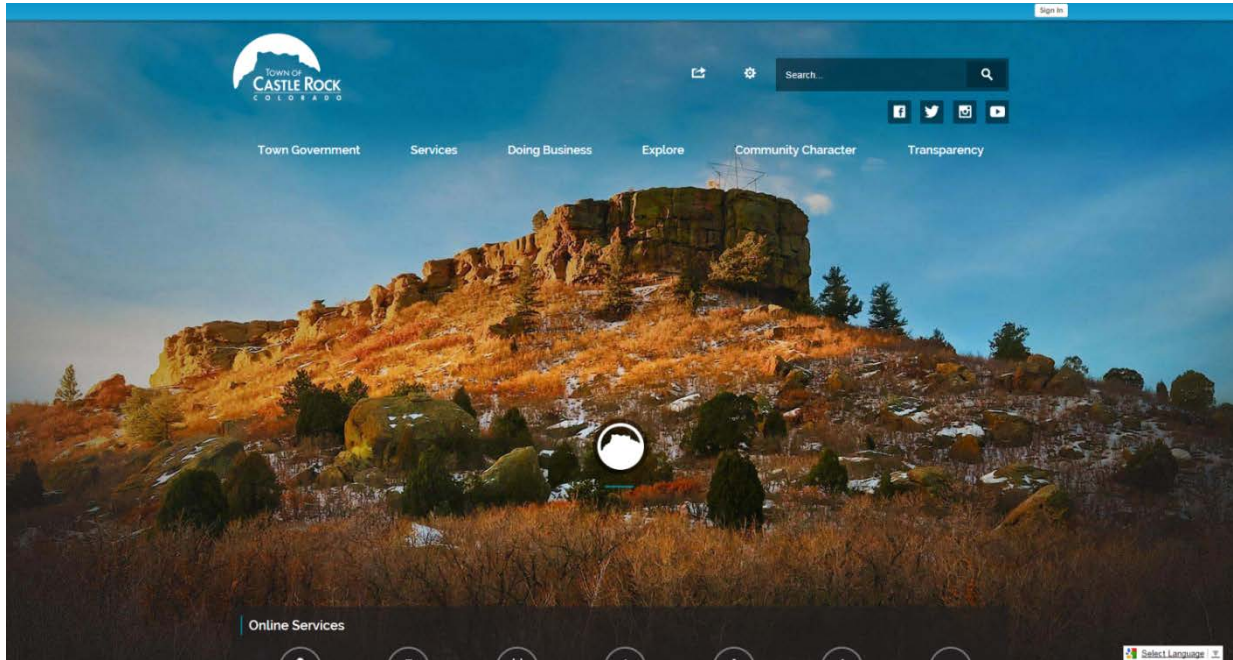 Sign In
TOWN OF
CASTLE ROCK
COLORADO
Search...
Town Government Services Doing Business Explore Community Character Transparency
Online Services
Select Language